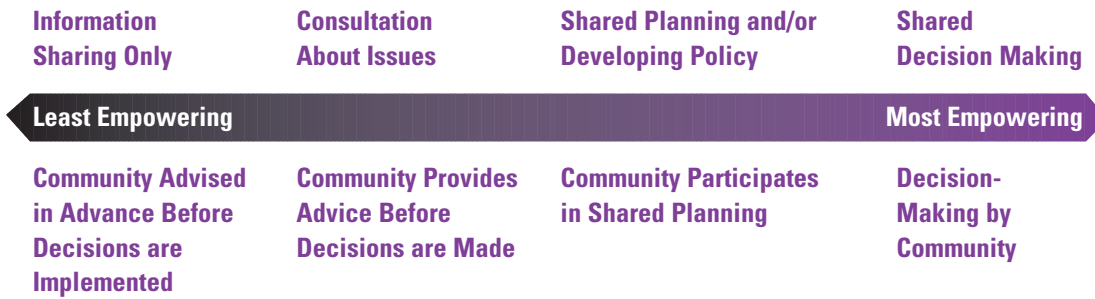 Information
Sharing Only
Consultation
About Issues
Shared Planning and/or
Developing Policy
Shared
Decision Making
Least Empowering
Most Empowering
Community Advised
in Advance Before
Decisions are
Implemented
Community Provides
Advice Before
Decisions are Made
Community Participates
in Shared Planning
Decision-
Making by
Community